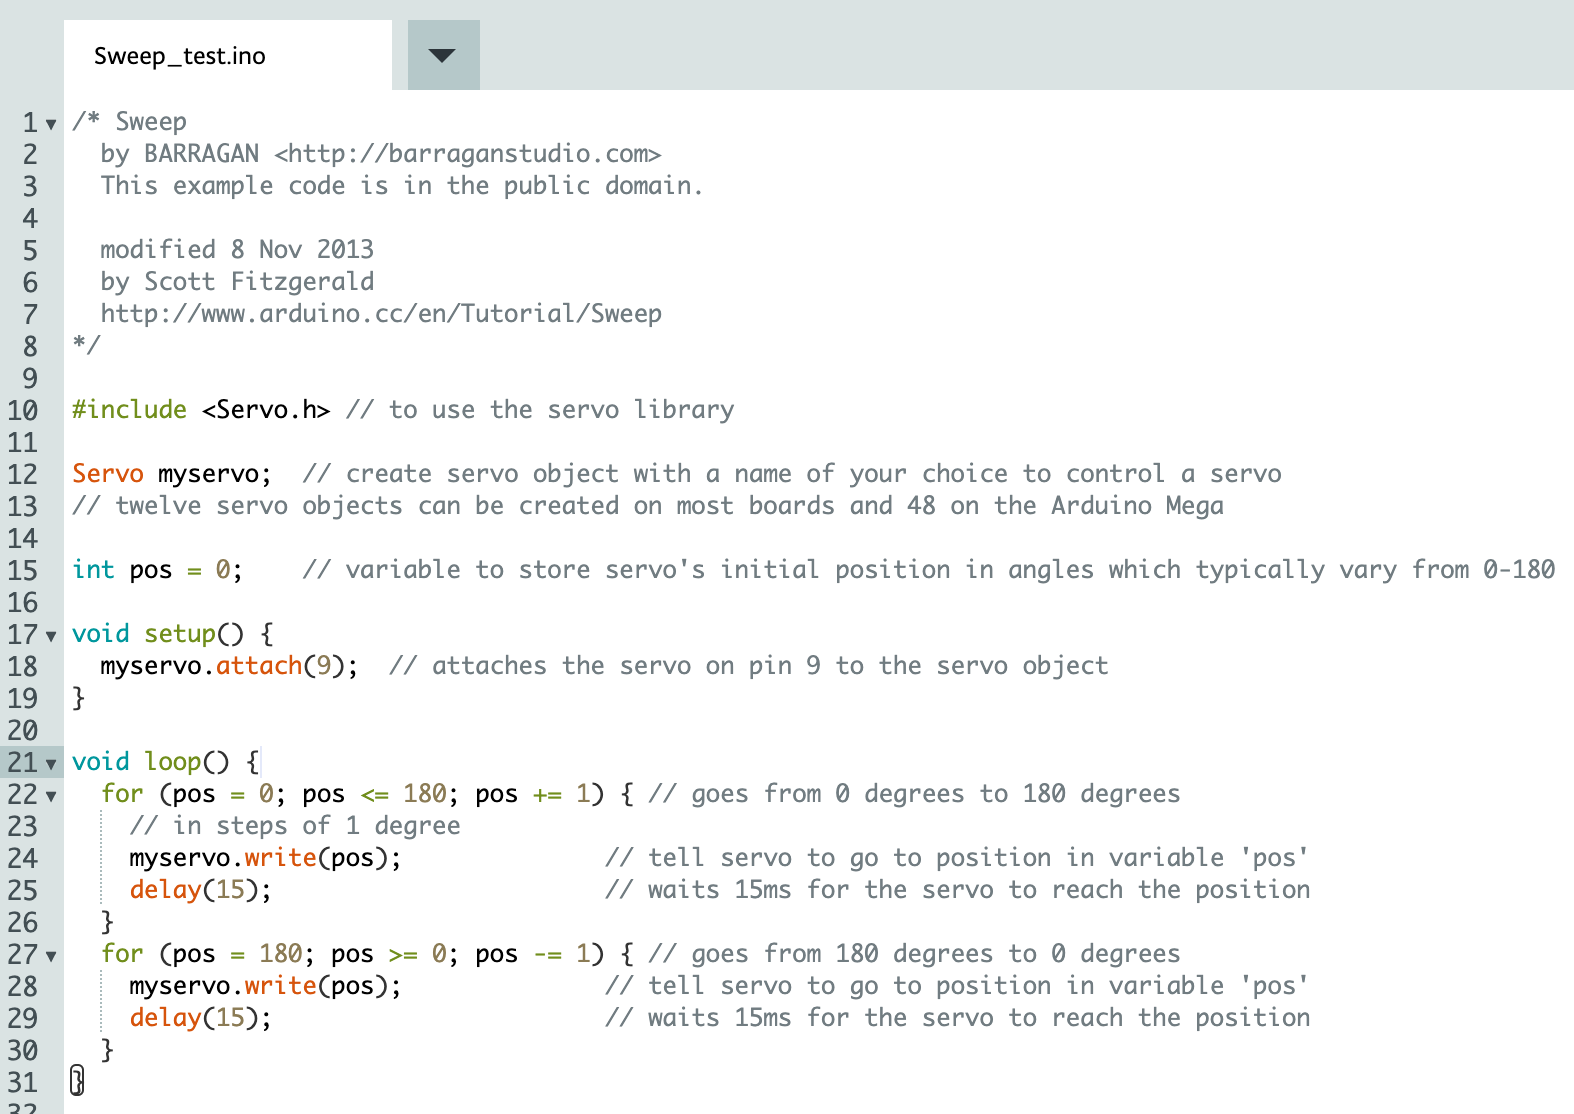 Sweep_test.ino
1 /* Sweep
2   by BARRAGAN <http://barraganstudio.com>
3   This example code is in the public domain.
4
5   modified 8 Nov 2013
6   by Scott Fitzgerald
7   http://www.arduino.cc/en/Tutorial/Sweep
8 */
9
10 #include <Servo.h> // to use the servo library
11
12 Servo myservo;  // create servo object with a name of your choice to control a servo
13 // twelve servo objects can be created on most boards and 48 on the Arduino Mega
14
15 int pos = 0;    // variable to store servo's initial position in angles which typically vary from 0-180
16
17 void setup() {
18   myservo.attach(9);  // attaches the servo on pin 9 to the servo object
19 }
20
21 void loop() {
22   for (pos = 0; pos <= 180; pos += 1) { // goes from 0 degrees to 180 degrees
23     // in steps of 1 degree
24     myservo.write(pos);              // tell servo to go to position in variable 'pos'
25     delay(15);                       // waits 15ms for the servo to reach the position
26   }
27   for (pos = 180; pos >= 0; pos -= 1) { // goes from 180 degrees to 0 degrees
28     myservo.write(pos);              // tell servo to go to position in variable 'pos'
29     delay(15);                       // waits 15ms for the servo to reach the position
30   }
31 }
32